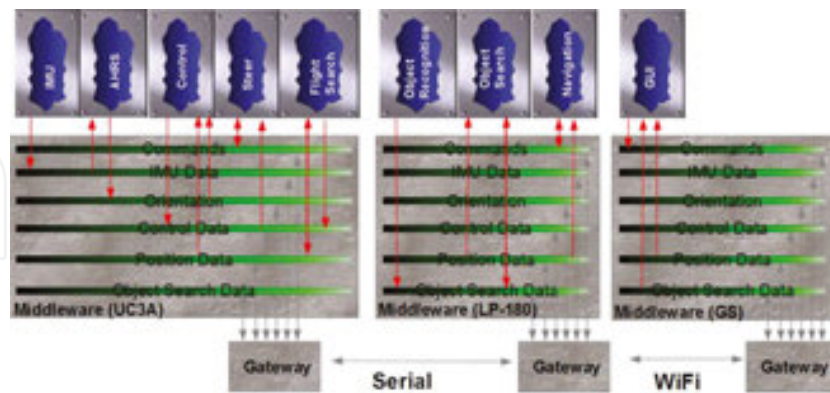 IMU
AHRS
Control
Steer
Flight
Search
Object
Recognition
Object
Search
Navigation
GUI
Commands
IMU Data
Orientation
Control Data
Position Data
Object Search Data
Middleware (UC3A)
Commands
IMU Data
Orientation
Control Data
Position Data
Object Search Data
Middleware (LP-180)
Commands
IMU Data
Orientation
Control Data
Position Data
Object Search Data
Middleware (GS)
Gateway
Serial
Gateway
WiFi
Gateway